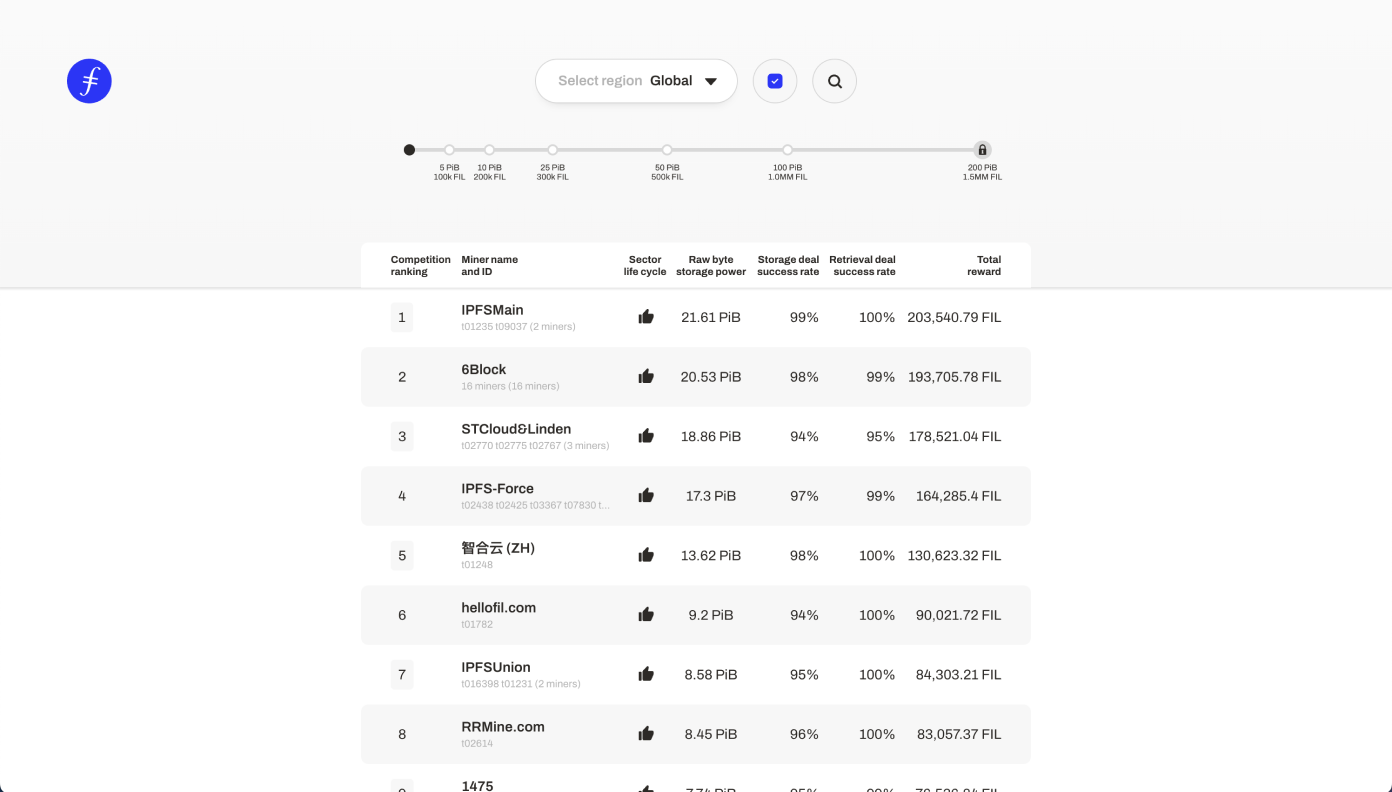 Select region Global
5 PiB 10 PiB 25 PiB 50 PiB 100 PiB 200 PiB
100k FIL 200k FIL 300k FIL 500k FIL 1.0MM FIL 1.5MM FIL
Competition Miner name Sector Raw byte Storage deal Retrieval deal Total
ranking and ID life cycle storage power success rate success rate reward
1 IPFSMain 21.61 PiB 99% 100% 203,540.79 FIL
t01235 t09037 (2 miners)
2 6Block 20.53 PiB 98% 99% 193,705.78 FIL
16 miners (16 miners)
3 STCloud&Linden 18.86 PiB 94% 95% 178,521.04 FIL
t02770 t02775 t02767 (3 miners)
4 IPFS-Force 17.3 PiB 97% 99% 164,285.4 FIL
t02438 t02425 t03367 t07830 t...
5 智合云 (ZH) 13.62 PiB 98% 100% 130,623.32 FIL
t01248
6 hellofil.com 9.2 PiB 94% 100% 90,021.72 FIL
t01782
7 IPFSUnion 8.58 PiB 95% 100% 84,303.21 FIL
t016398 t01231 (2 miners)
8 RRMine.com 8.45 PiB 96% 100% 83,057.37 FIL
t02614
1475